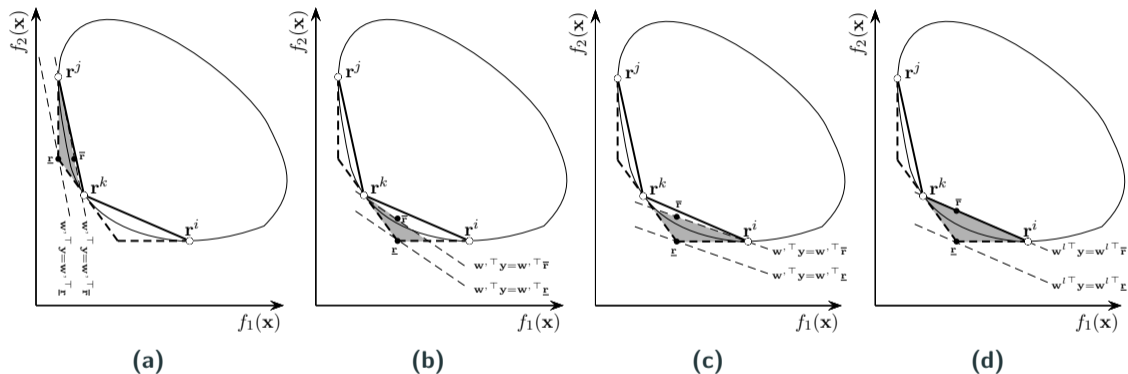 f₂(x)
r^j
r̲
r̄
r^k
r^i
w'^⊤y=w'^⊤r̲
w'^⊤y=w'^⊤r̄
f₁(x)
(a)
f₂(x)
r^j
r^k
r̄
r̲
r^i
w'^⊤y=w'^⊤r̄
w'^⊤y=w'^⊤r̲
f₁(x)
(b)
f₂(x)
r^j
r^k
r̄
r̲
r^i
w'^⊤y=w'^⊤r̄
w'^⊤y=w'^⊤r̲
f₁(x)
(c)
f₂(x)
r^j
r^k
r̄
r̲
r^i
w^l⊤y=w^l⊤r̄
w^l⊤y=w^l⊤r̲
f₁(x)
(d)